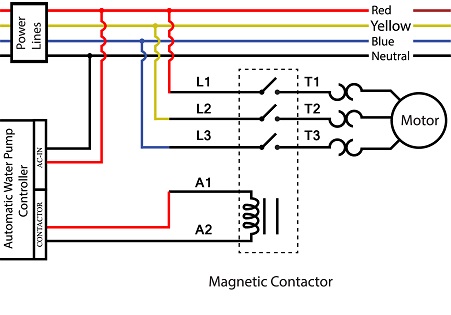 Power
Lines
Red
Yellow
Blue
Neutral
L1
T1
L2
T2
L3
T3
Motor
Automatic Water Pump
Controller
AC-IN
CONTACTOR
A1
A2
Magnetic Contactor